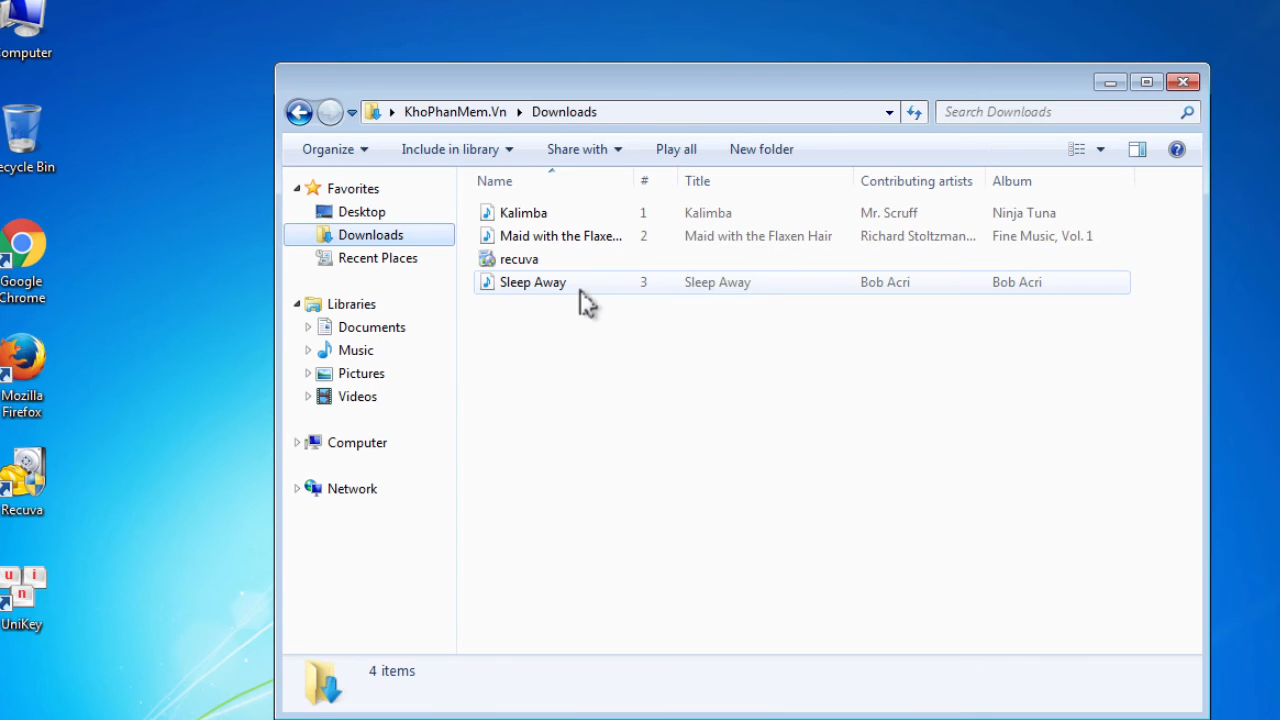 omputer
ecycle Bin
Google
Chrome
Mozilla
Firefox
Recuva
u i
n
UniKey
KhoPhanMem.Vn Downloads
Search Downloads
Organize Include in library Share with Play all New folder
Favorites
Desktop
Downloads
Recent Places
Libraries
Documents
Music
Pictures
Videos
Computer
Network
Name # Title Contributing artists Album
Kalimba 1 Kalimba Mr. Scruff Ninja Tuna
Maid with the Flaxe... 2 Maid with the Flaxen Hair Richard Stoltzman... Fine Music, Vol. 1
recuva
Sleep Away 3 Sleep Away Bob Acri Bob Acri
4 items